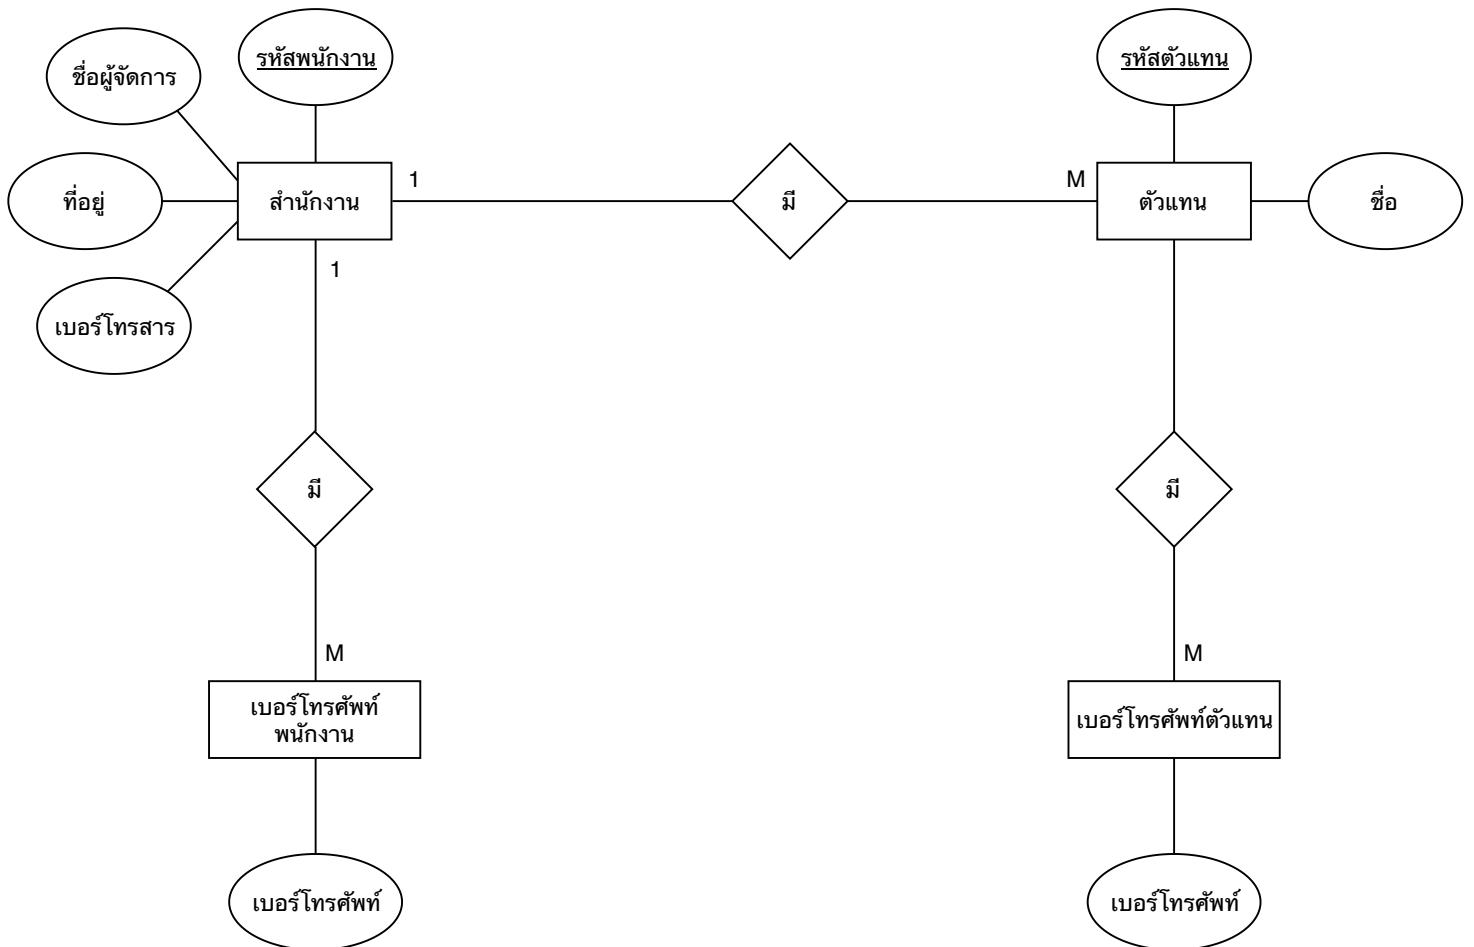 รหัสพนักงาน
รหัสตัวแทน
ชื่อผู้จัดการ
1
M
ที่อยู่
สำนักงาน
มี
ตัวแทน
ชื่อ
1
เบอร์โทรสาร
มี
มี
M
M
เบอร์โทรศัพท์
พนักงาน
เบอร์โทรศัพท์ตัวแทน
เบอร์โทรศัพท์
เบอร์โทรศัพท์